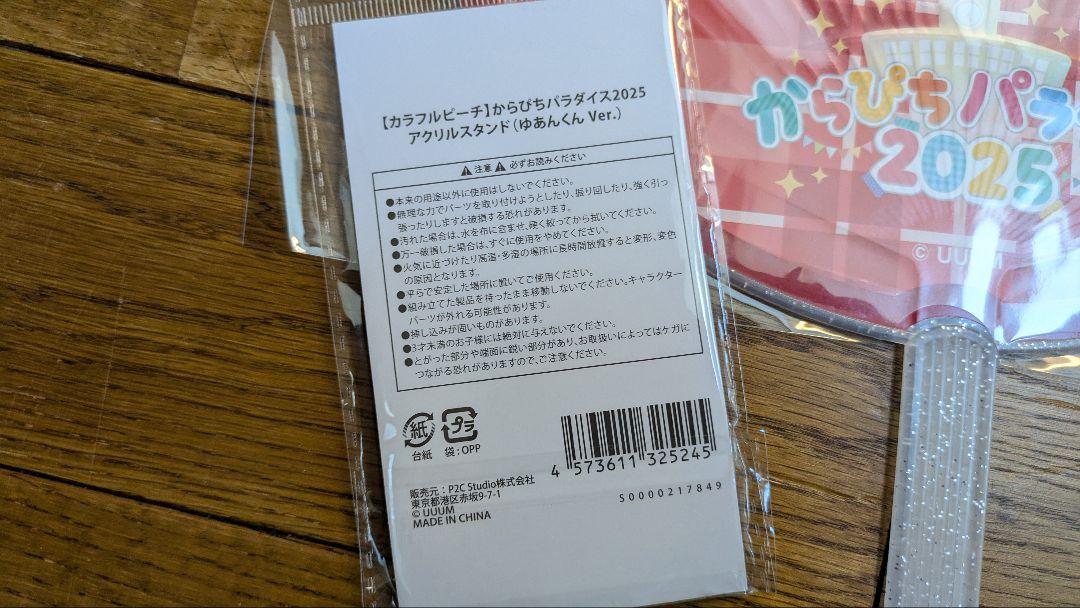 【カラフルピーチ】からぴちパラダイス2025
アクリルスタンド（ゆあんくん Ver.）
⚠注意⚠ 必ずお読みください
●本来の用途以外に使用はしないでください。
●無理な力でパーツを取り付けようとしたり、振り回したり、強く引っ
張ったりしますと破損する恐れがあります。
●汚れた場合は、水を布に含ませ、硬く絞ってから拭いてください。
●万一破損した場合は、すぐに使用をやめてください。
●火気に近づけたり高温・多湿の場所に長時間放置すると変形、変色
の原因となります。
●平らで安定した場所に置いてご使用ください。
●組み立てた製品を持ったまま移動しないでください。キャラクター
パーツが外れる可能性があります。
●挿し込みが固いものがあります。
●3才未満のお子様には絶対に与えないでください。
●とがった部分や端面に鋭い部分があり、お取扱いによってはケガに
つながる恐れがありますので、ご注意ください。
紙 プラ
台紙 袋：OPP
4 573611 325245
販売元：P2C Studio株式会社
東京都港区赤坂9-7-1
© UUUM
MADE IN CHINA
S0000217849
からぴちパラ
2025
© UUUM